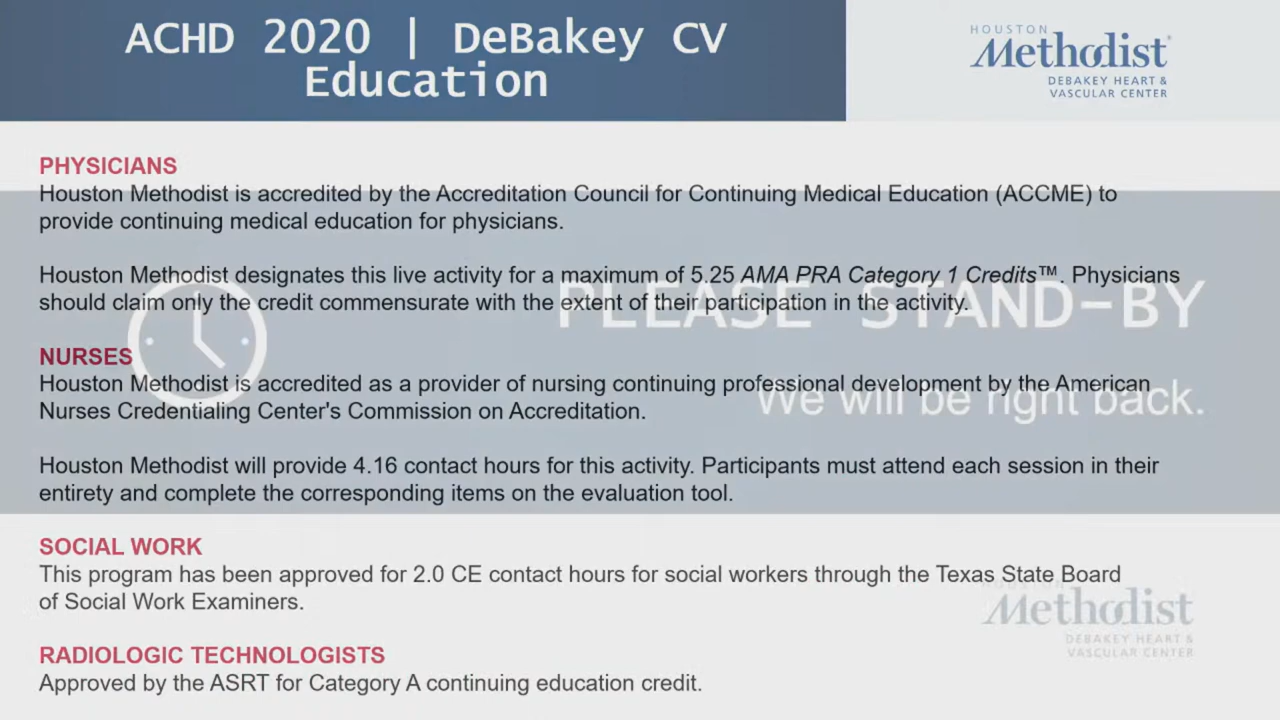 ACHD 2020 | DeBakey CV
Education
HOUSTON
Methodist®
DEBAKEY HEART &
VASCULAR CENTER
PHYSICIANS
Houston Methodist is accredited by the Accreditation Council for Continuing Medical Education (ACCME) to
provide continuing medical education for physicians.
Houston Methodist designates this live activity for a maximum of 5.25 AMA PRA Category 1 Credits™. Physicians
should claim only the credit commensurate with the extent of their participation in the activity.
PLEASE STAND-BY
NURSES
Houston Methodist is accredited as a provider of nursing continuing professional development by the American
Nurses Credentialing Center's Commission on Accreditation.
We will be right back.
Houston Methodist will provide 4.16 contact hours for this activity. Participants must attend each session in their
entirety and complete the corresponding items on the evaluation tool.
SOCIAL WORK
This program has been approved for 2.0 CE contact hours for social workers through the Texas State Board
of Social Work Examiners.
HOUSTON
Methodist
DEBAKEY HEART &
VASCULAR CENTER
RADIOLOGIC TECHNOLOGISTS
Approved by the ASRT for Category A continuing education credit.